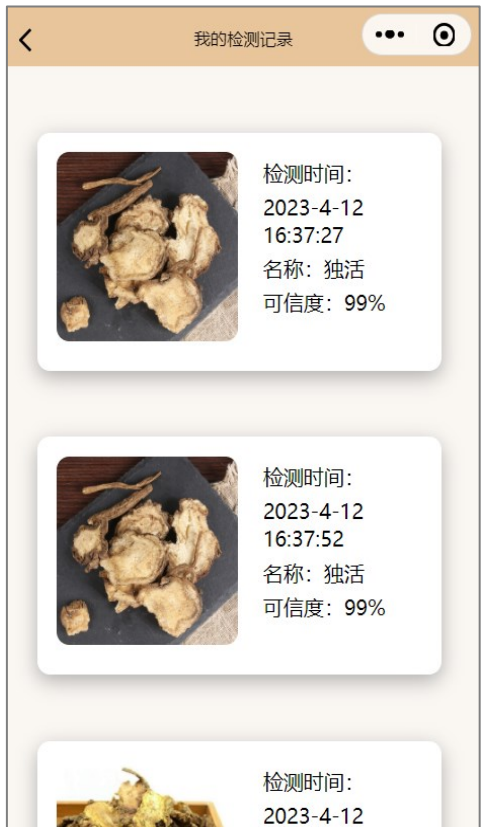 我的检测记录
检测时间：
2023-4-12
16:37:27
名称：独活
可信度：99%
检测时间：
2023-4-12
16:37:52
名称：独活
可信度：99%
检测时间：
2023-4-12